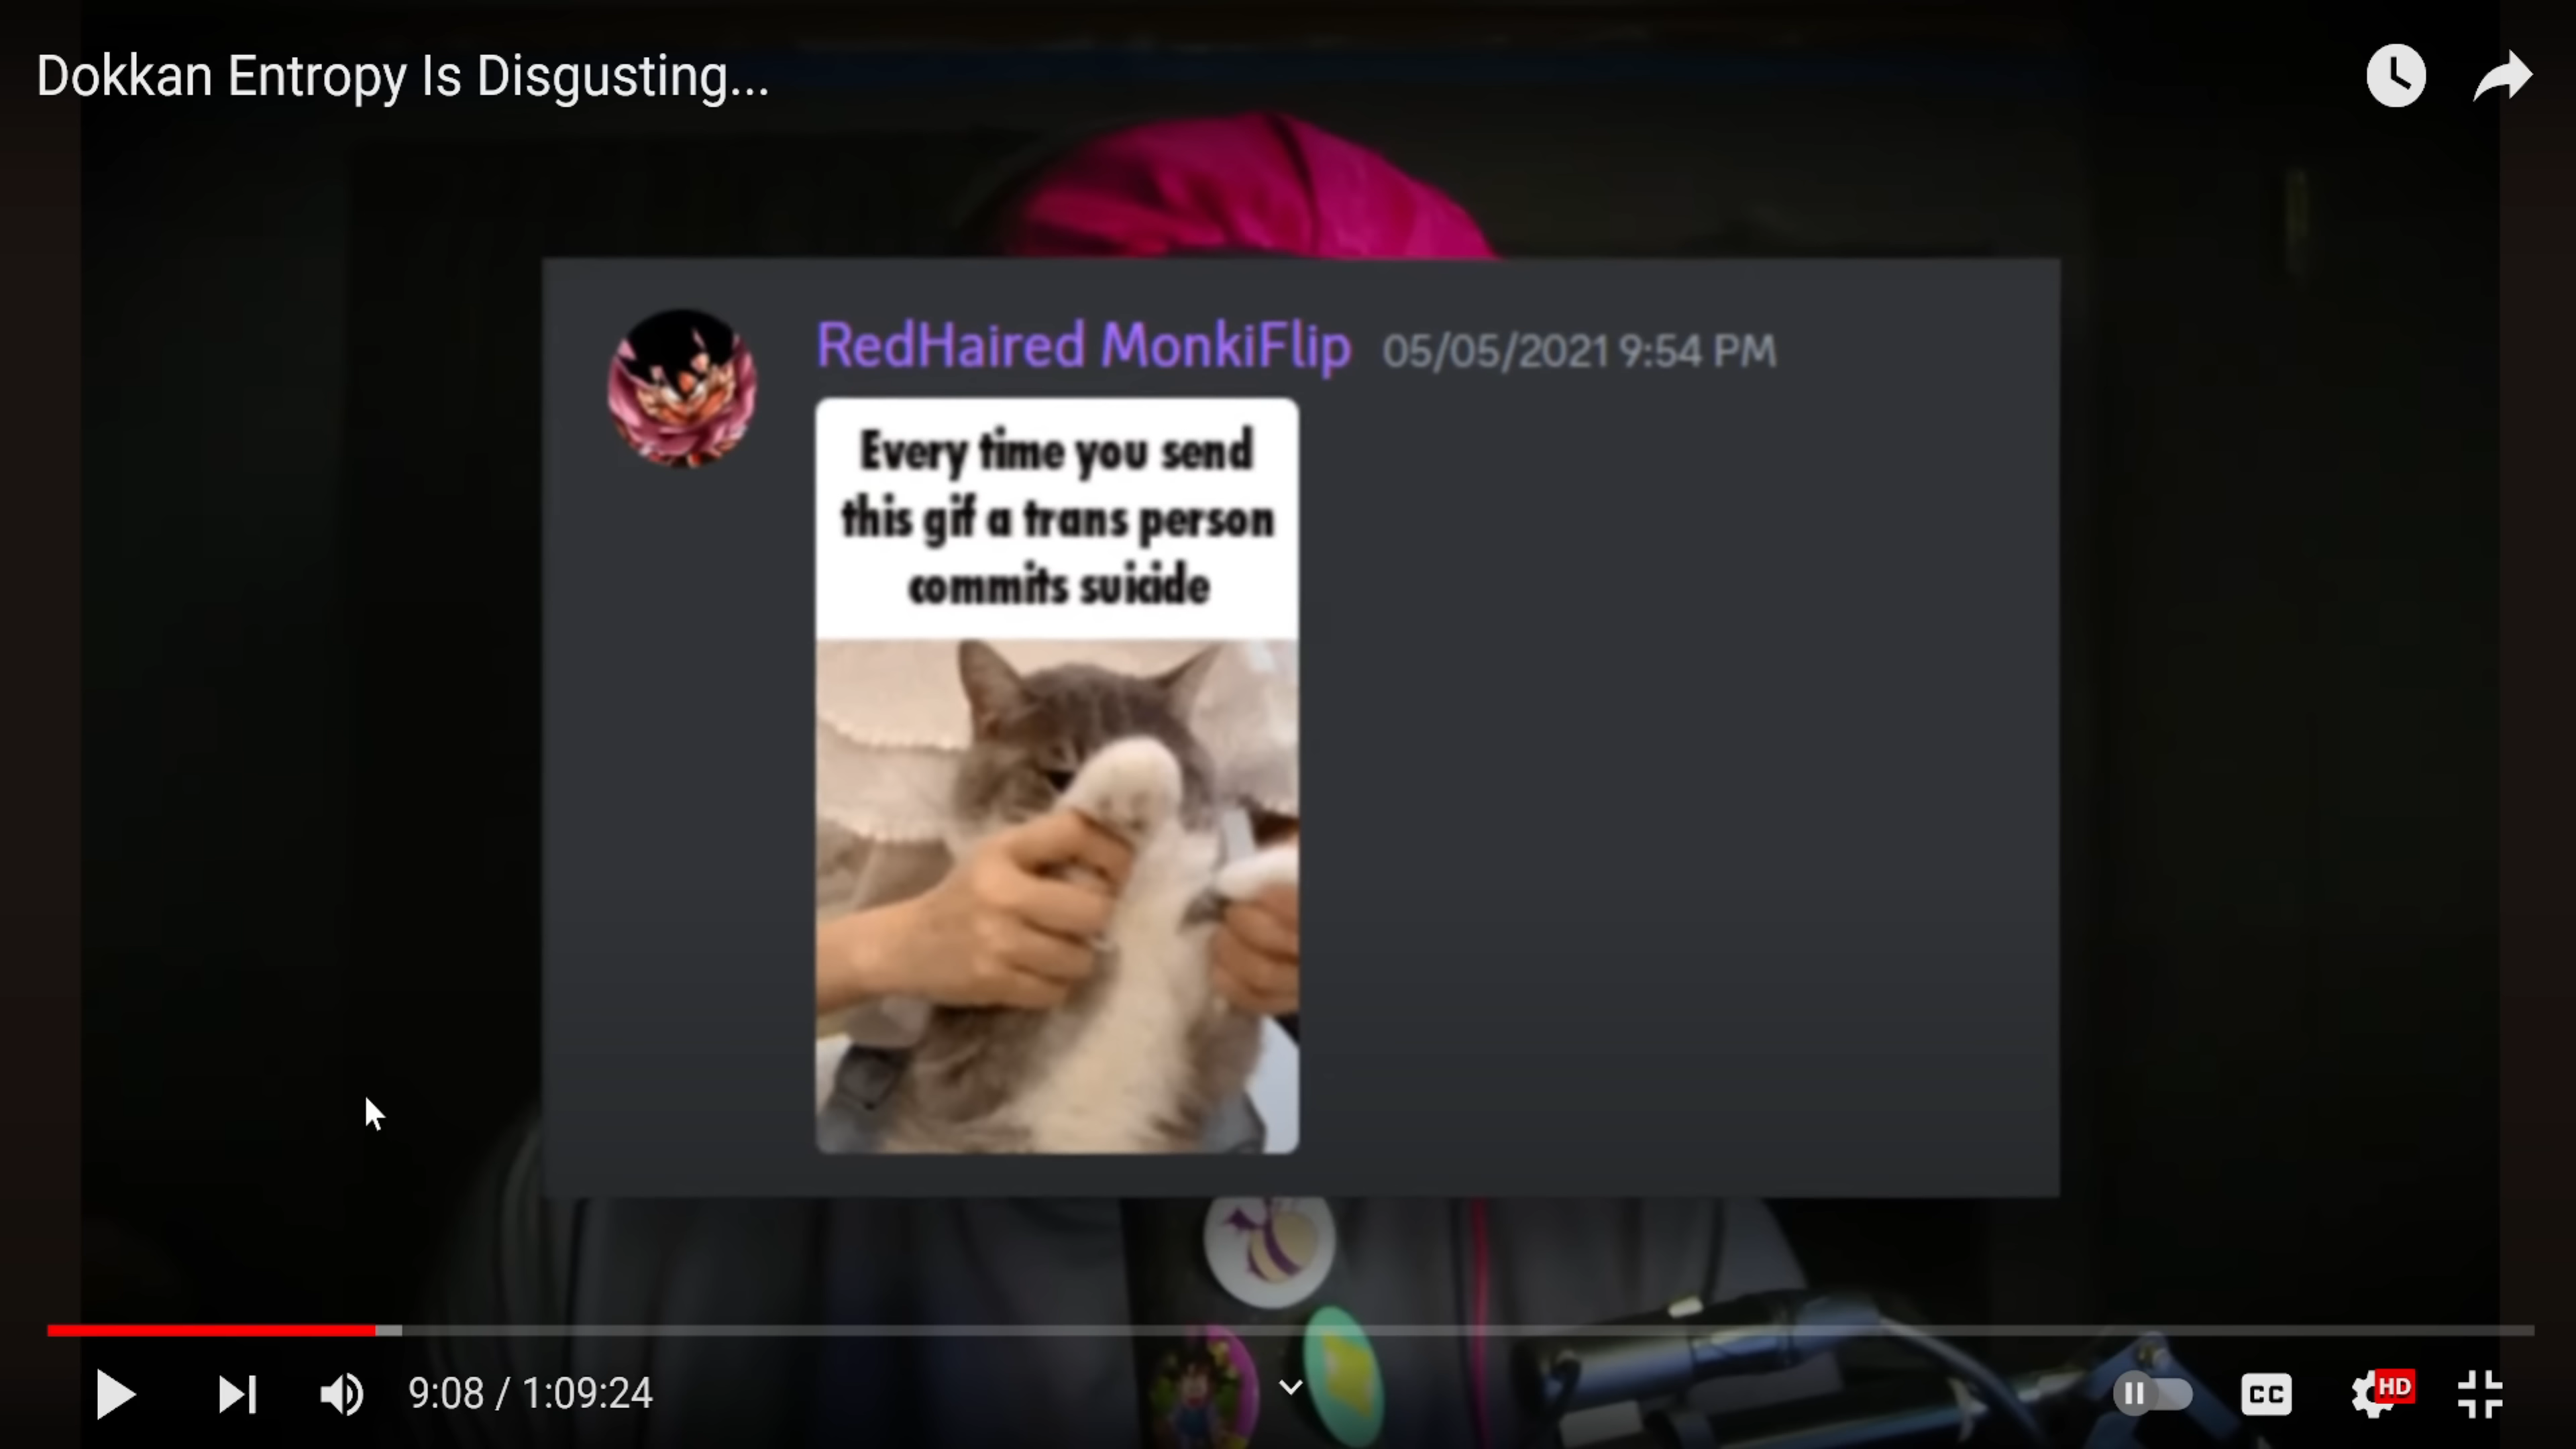 Dokkan Entropy Is Disgusting...
RedHaired MonkiFlip 05/05/2021 9:54 PM
Every time you send
this gif a trans person
commits suicide
9:08 / 1:09:24
CC
HD